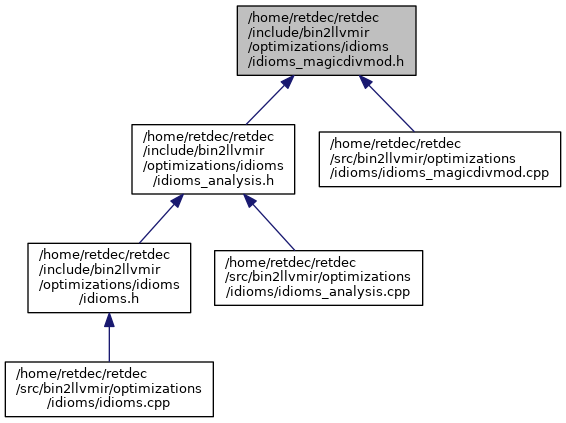 /home/retdec/retdec
/include/bin2llvmir
/optimizations/idioms
/idioms_magicdivmod.h
/home/retdec/retdec
/include/bin2llvmir
/optimizations/idioms
/idioms_analysis.h
/home/retdec/retdec
/src/bin2llvmir/optimizations
/idioms/idioms_magicdivmod.cpp
/home/retdec/retdec
/include/bin2llvmir
/optimizations/idioms
/idioms.h
/home/retdec/retdec
/src/bin2llvmir/optimizations
/idioms/idioms_analysis.cpp
/home/retdec/retdec
/src/bin2llvmir/optimizations
/idioms/idioms.cpp